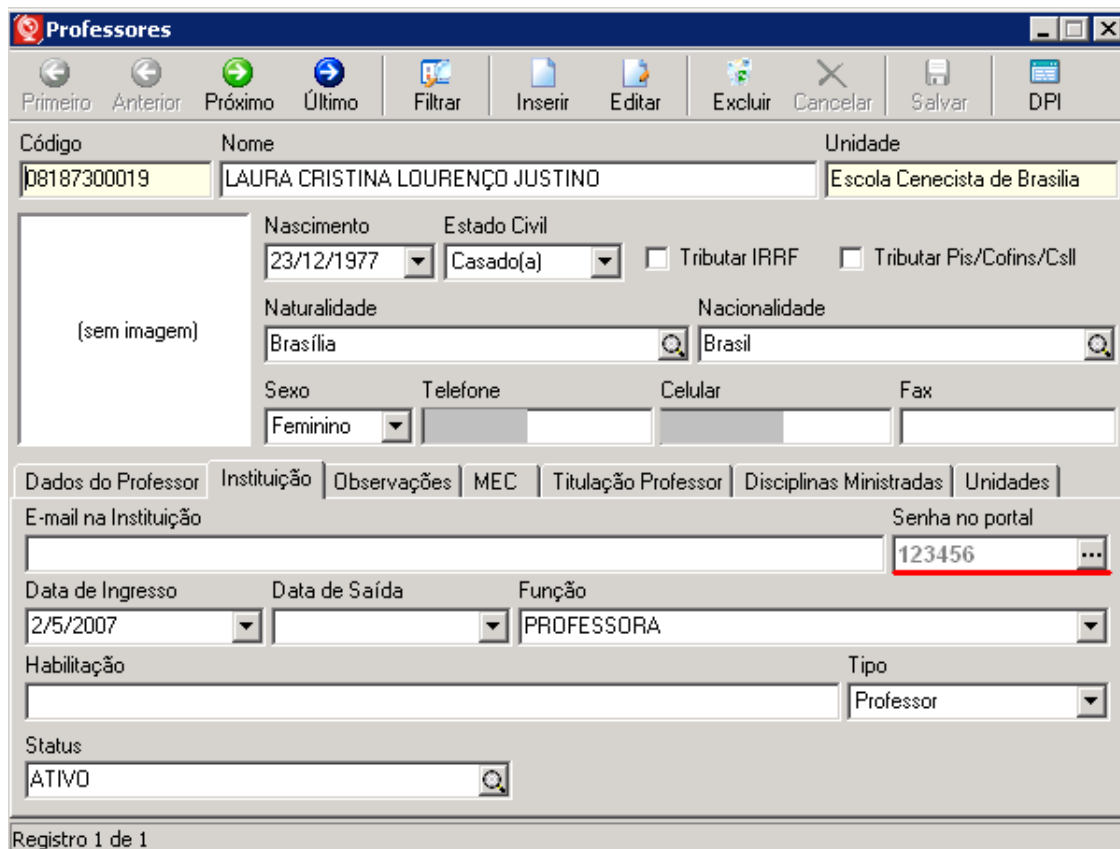 Professores
Primeiro Anterior Próximo Último Filtrar Inserir Editar Excluir Cancelar Salvar DPI
Código Nome Unidade
08187300019 LAURA CRISTINA LOURENÇO JUSTINO Escola Cenecista de Brasilia
Nascimento Estado Civil
23/12/1977 Casado(a) Tributar IRRF Tributar Pis/Cofins/Csll
(sem imagem)
Naturalidade Nacionalidade
Brasília Brasil
Sexo Telefone Celular Fax
Feminino
Dados do Professor Instituição Observações MEC Titulação Professor Disciplinas Ministradas Unidades
E-mail na Instituição Senha no portal
123456 ...
Data de Ingresso Data de Saída Função
2/5/2007 PROFESSORA
Habilitação Tipo
Professor
Status
ATIVO
Registro 1 de 1